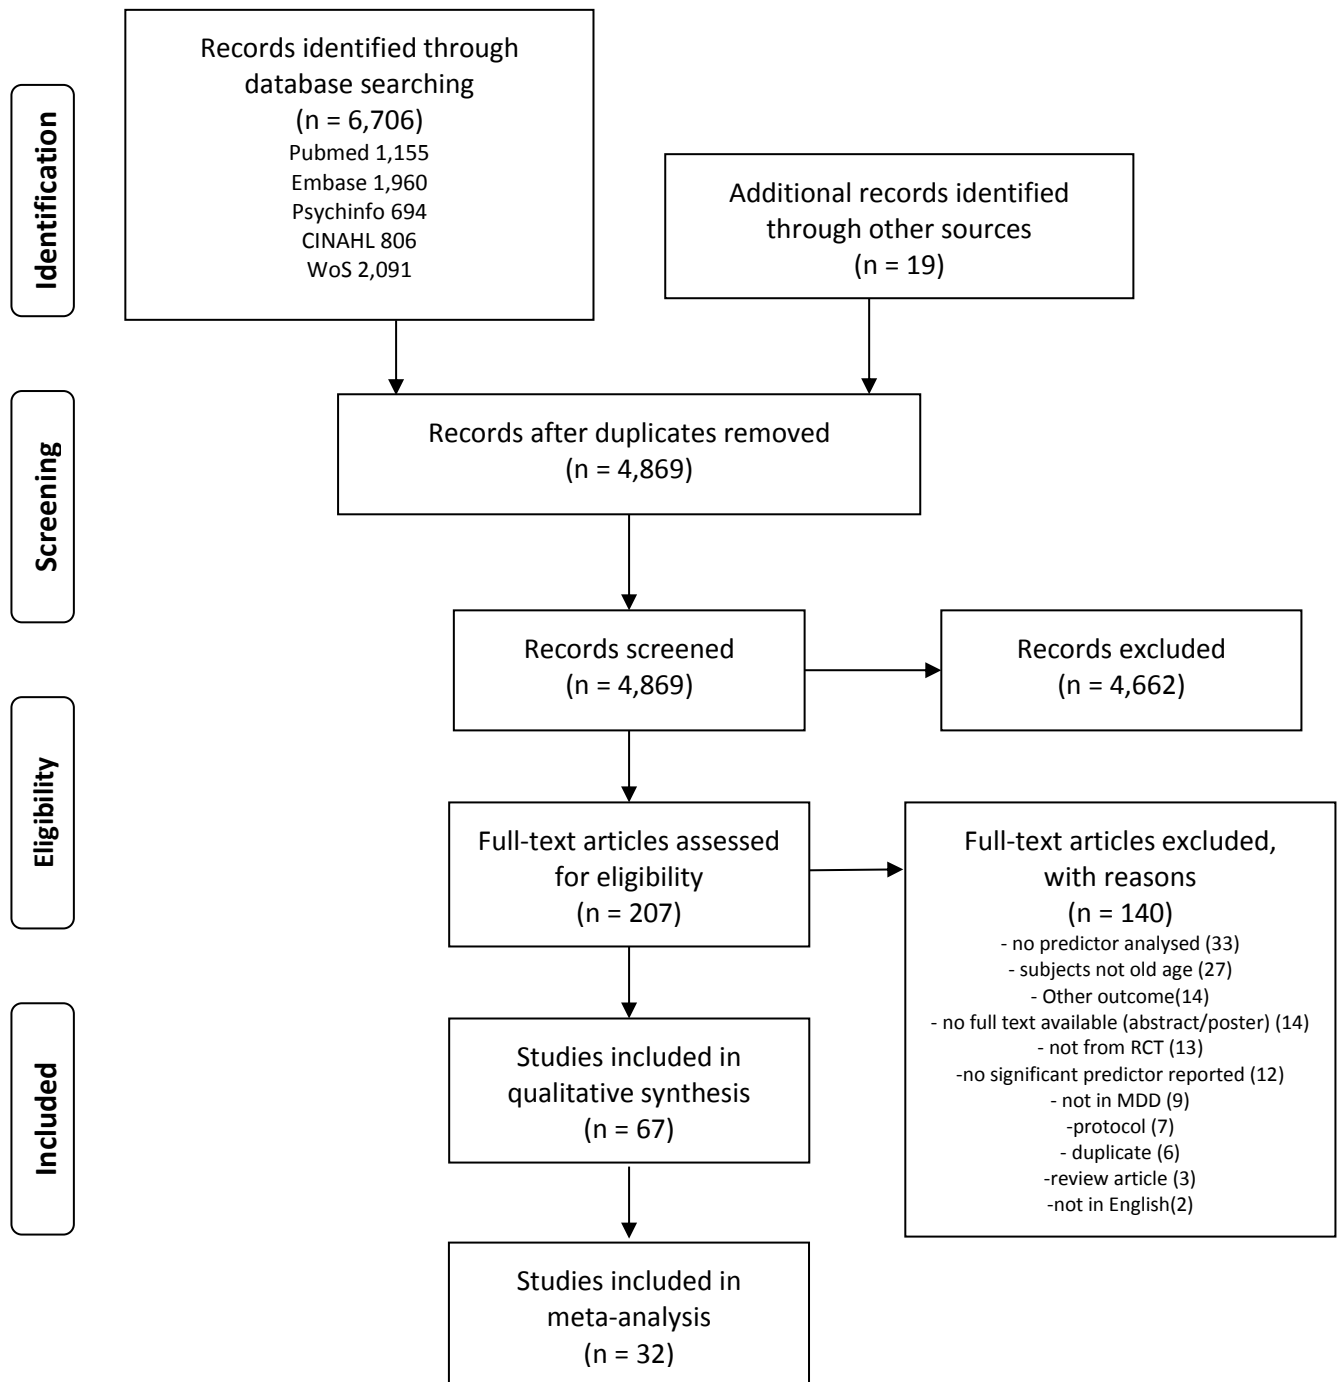 Identification
Records identified through
database searching
(n = 6,706)
Pubmed 1,155
Embase 1,960
Psychinfo 694
CINAHL 806
WoS 2,091
Additional records identified
through other sources
(n = 19)
Screening
Records after duplicates removed
(n = 4,869)
Records screened
(n = 4,869)
Records excluded
(n = 4,662)
Eligibility
Full-text articles assessed
for eligibility
(n = 207)
Full-text articles excluded,
with reasons
(n = 140)
- no predictor analysed (33)
- subjects not old age (27)
- Other outcome(14)
- no full text available (abstract/poster) (14)
- not from RCT (13)
-no significant predictor reported (12)
- not in MDD (9)
-protocol (7)
- duplicate (6)
-review article (3)
-not in English(2)
Included
Studies included in
qualitative synthesis
(n = 67)
Studies included in
meta-analysis
(n = 32)